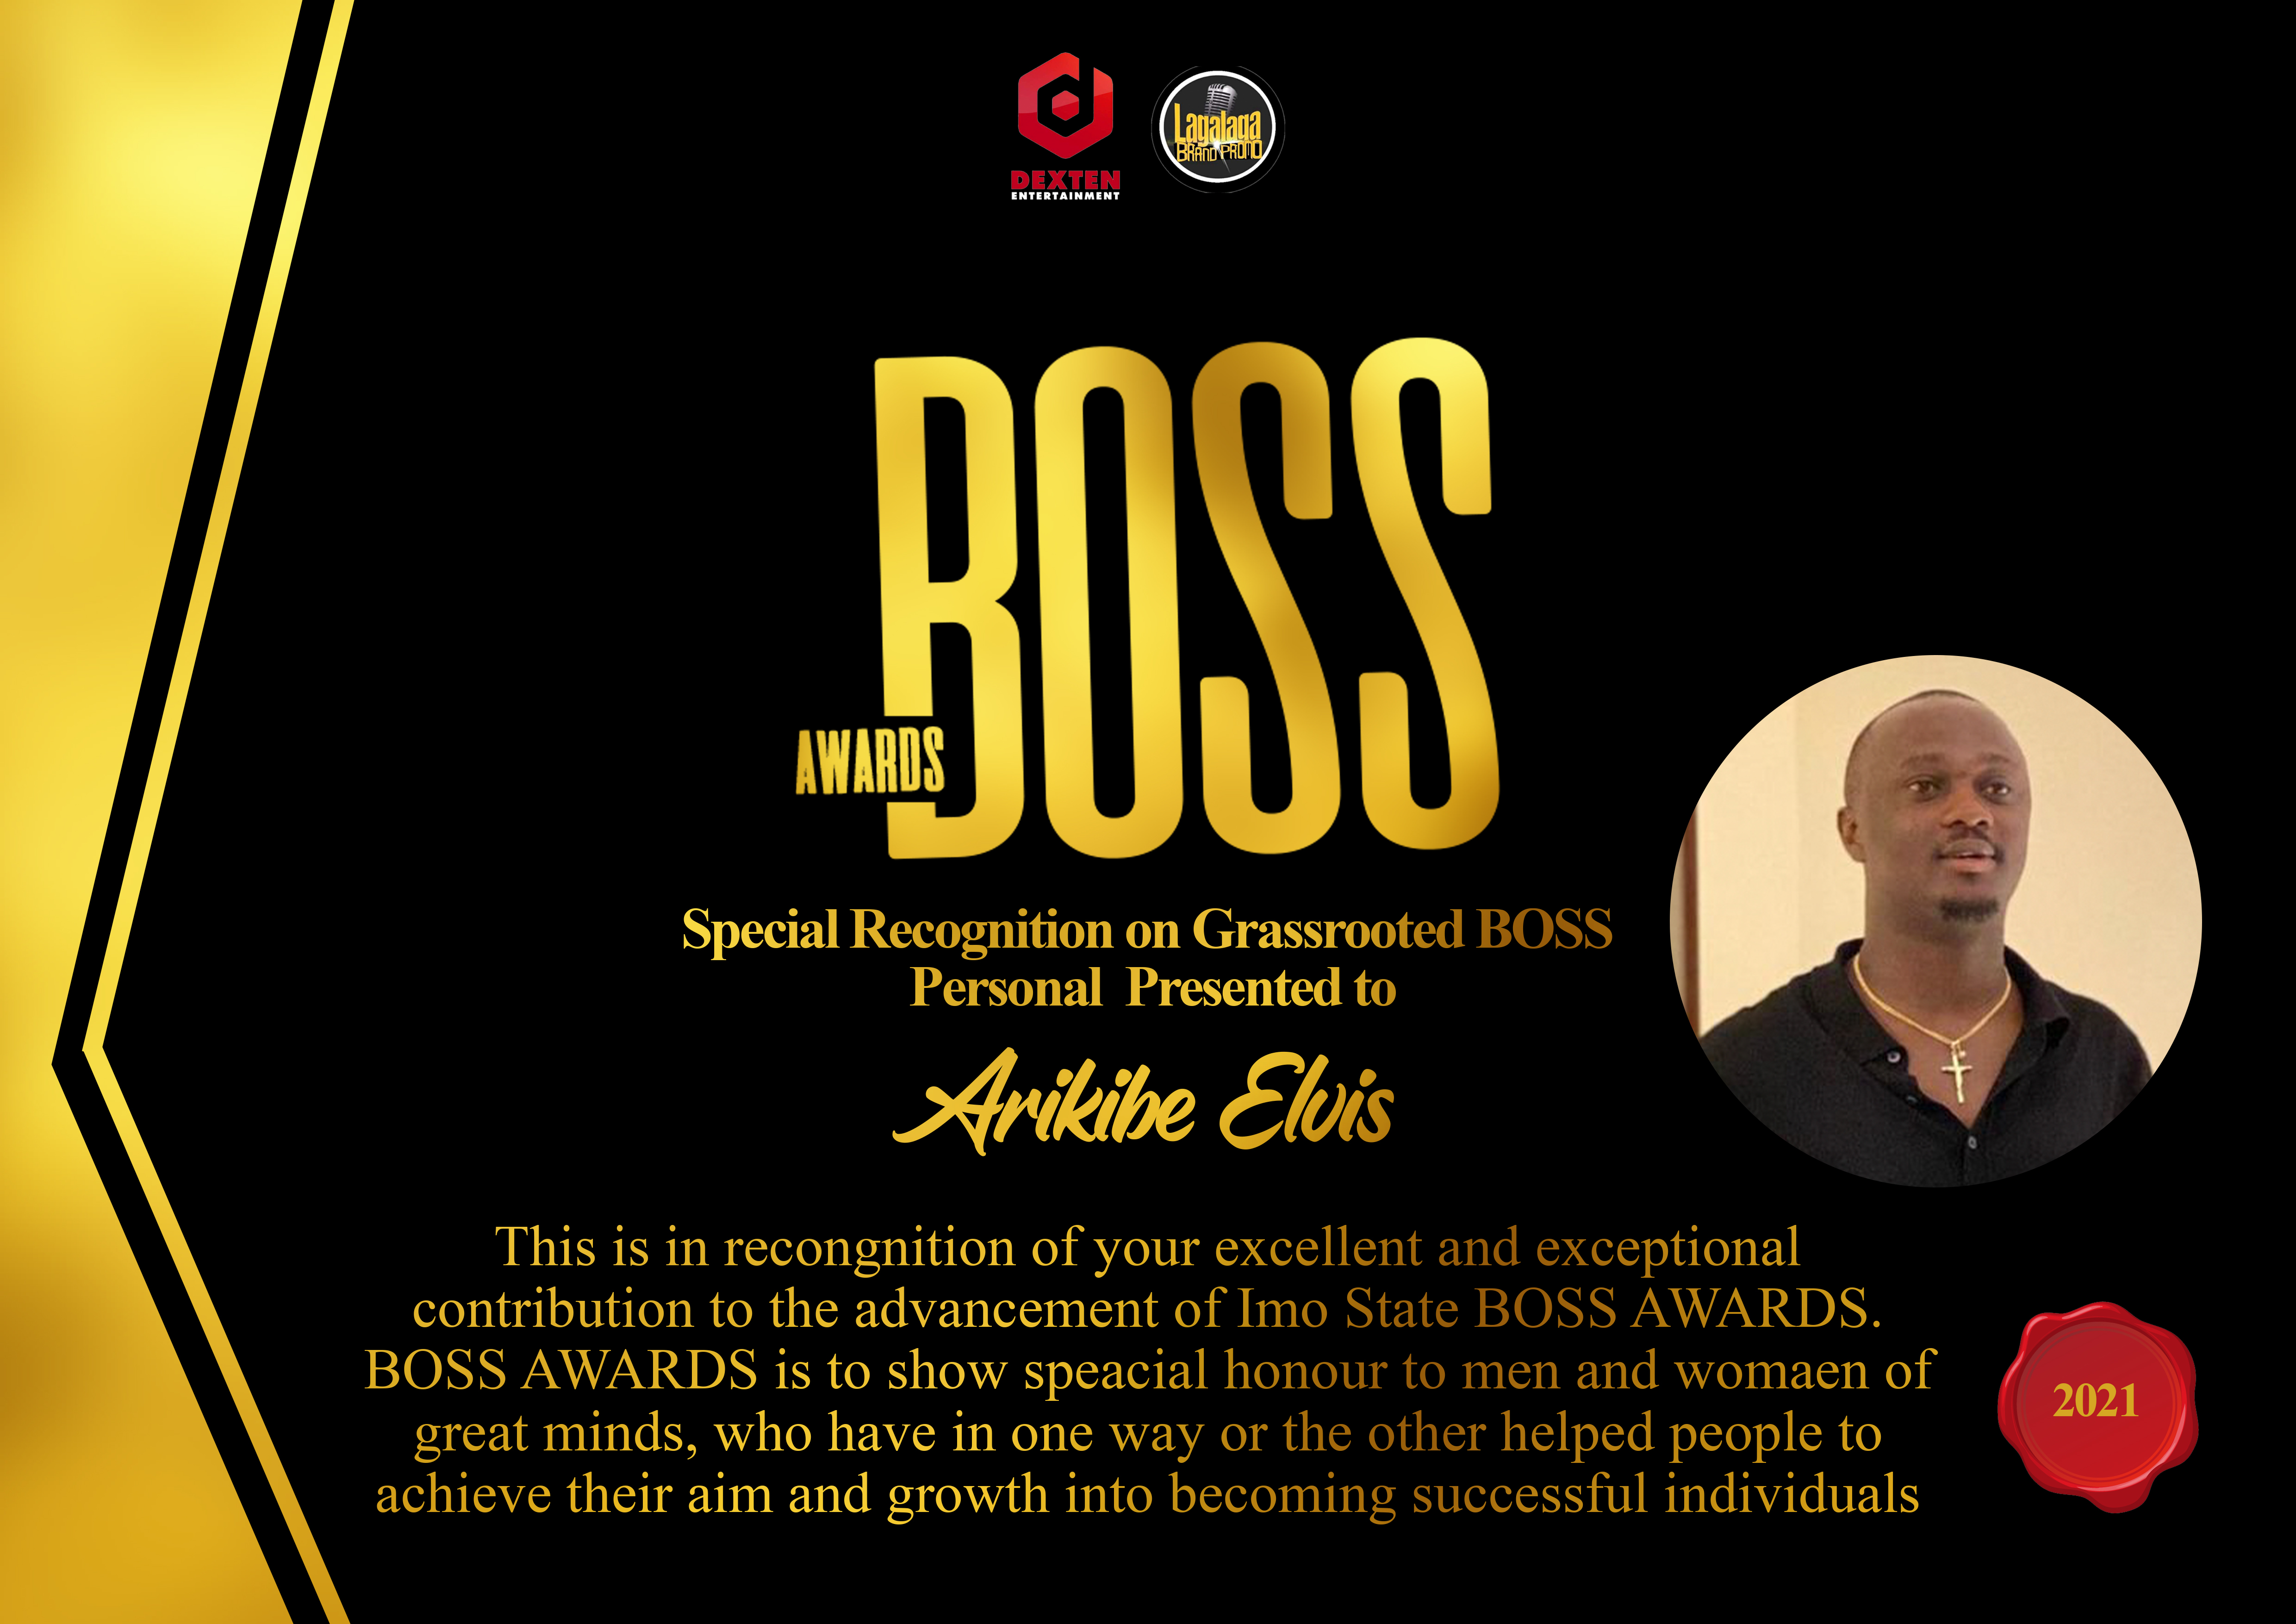 DEXTEN
ENTERTAINMENT
Lagalaga
BRAND PROMO
BOSS
AWARDS
Special Recognition on Grassrooted BOSS
Personal Presented to
Arikibe Elvis
This is in recongnition of your excellent and exceptional
contribution to the advancement of Imo State BOSS AWARDS.
BOSS AWARDS is to show speacial honour to men and womaen of
great minds, who have in one way or the other helped people to
achieve their aim and growth into becoming successful individuals
2021